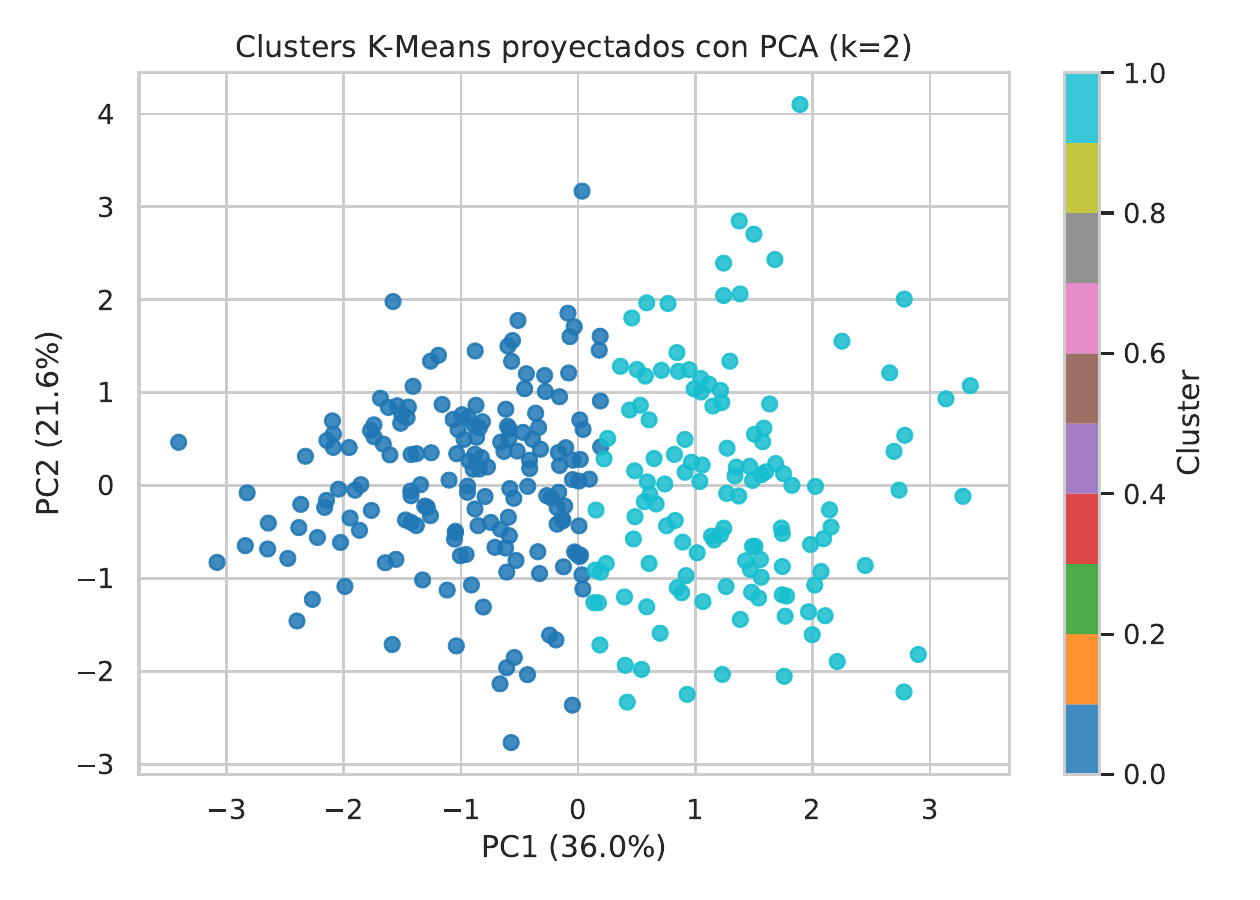 Clusters K-Means proyectados con PCA (k=2)
4
3
2
1
0
−1
−2
−3
PC2 (21.6%)
−3 −2 −1 0 1 2 3
PC1 (36.0%)
1.0
0.8
0.6
0.4
0.2
0.0
Cluster